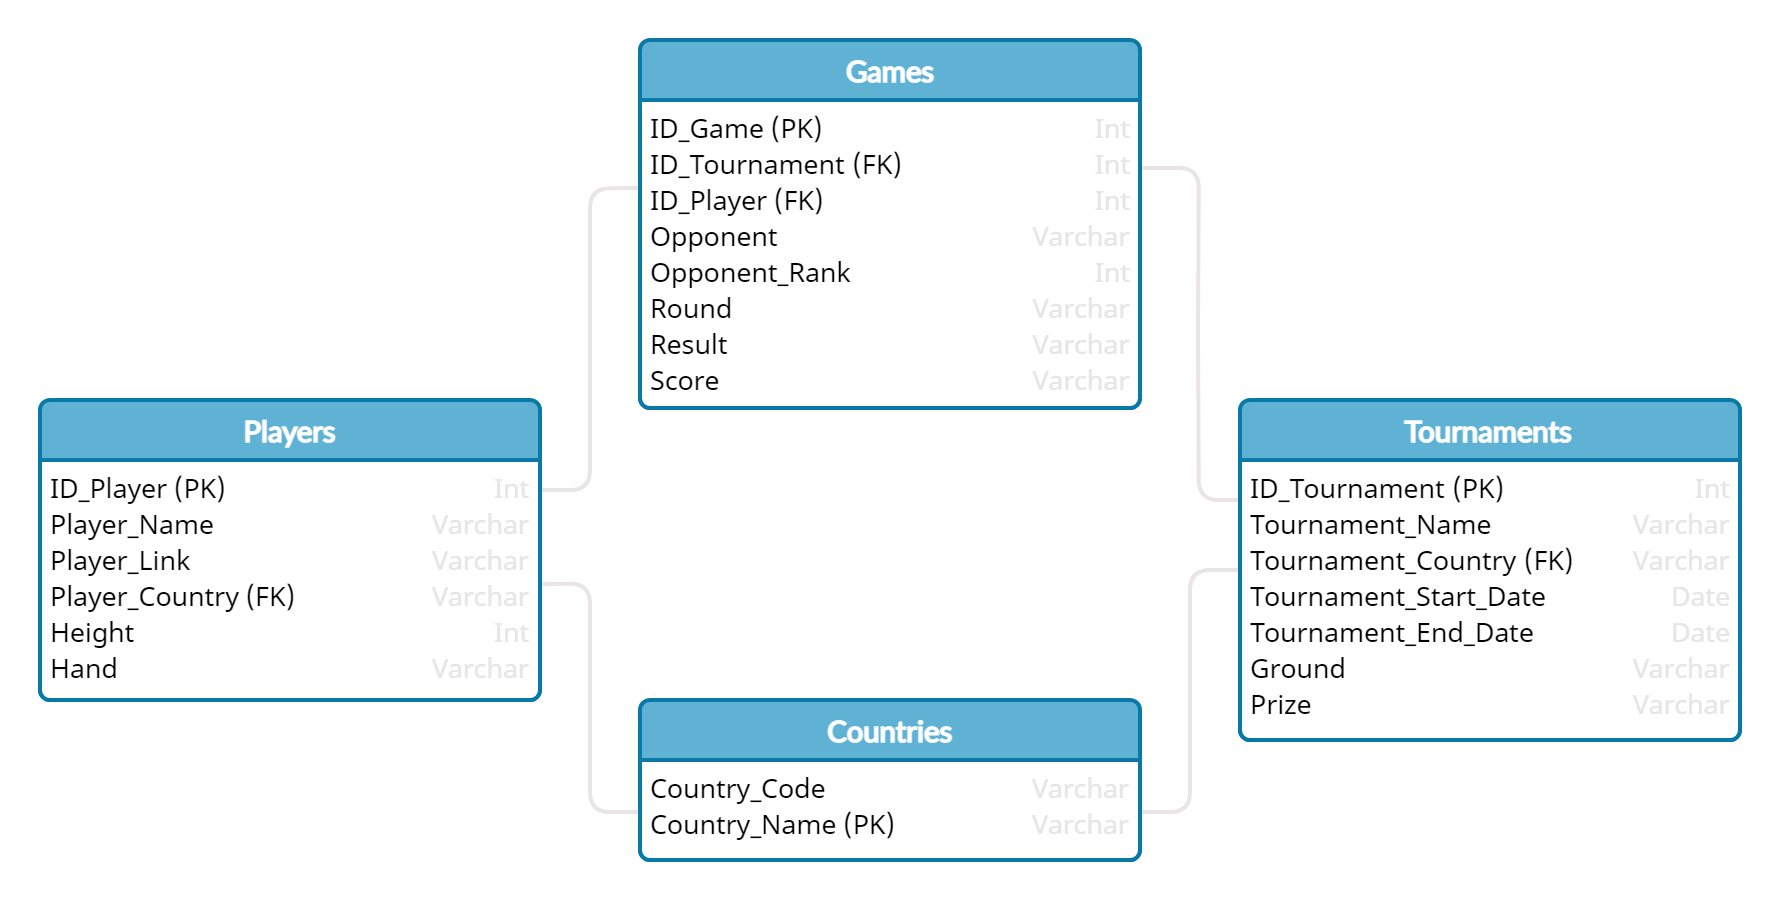 Games
ID_Game (PK) Int
ID_Tournament (FK) Int
ID_Player (FK) Int
Opponent Varchar
Opponent_Rank Int
Round Varchar
Result Varchar
Score Varchar
Players
ID_Player (PK) Int
Player_Name Varchar
Player_Link Varchar
Player_Country (FK) Varchar
Height Int
Hand Varchar
Tournaments
ID_Tournament (PK) Int
Tournament_Name Varchar
Tournament_Country (FK) Varchar
Tournament_Start_Date Date
Tournament_End_Date Date
Ground Varchar
Prize Varchar
Countries
Country_Code Varchar
Country_Name (PK) Varchar